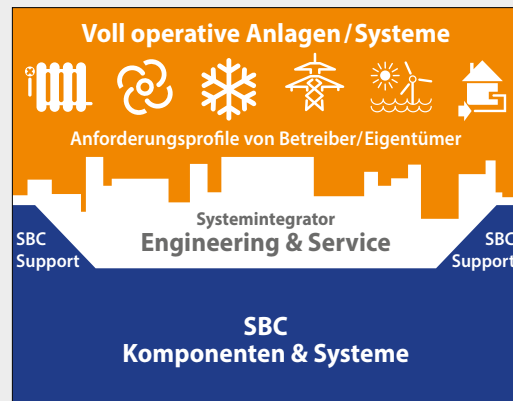 Voll operative Anlagen/Systeme
Anforderungsprofile von Betreiber/Eigentümer
Systemintegrator
Engineering & Service
SBC
Support
SBC
Support
SBC
Komponenten & Systeme